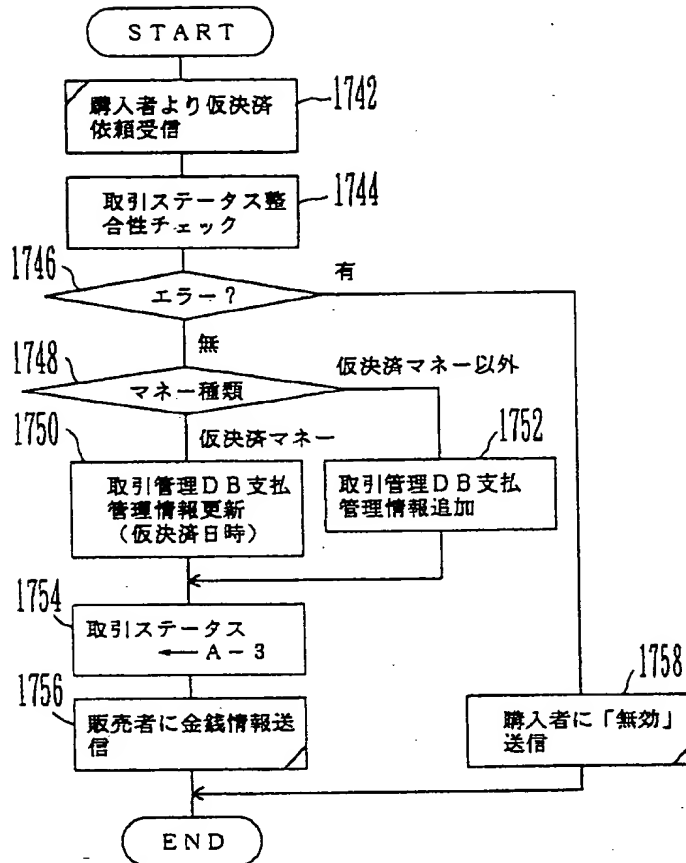 START
購入者より仮決済
依頼受信
1742
取引ステータス整
合性チェック
1744
1746
エラー?
有
無
1748
マネー種類
仮決済マネー以外
1750
仮決済マネー
1752
取引管理DB支払
管理情報更新
(仮決済日時)
取引管理DB支払
管理情報追加
1754
取引ステータス
← A-3
1756
販売者に金銭情報送
信
1758
購入者に「無効」
送信
END